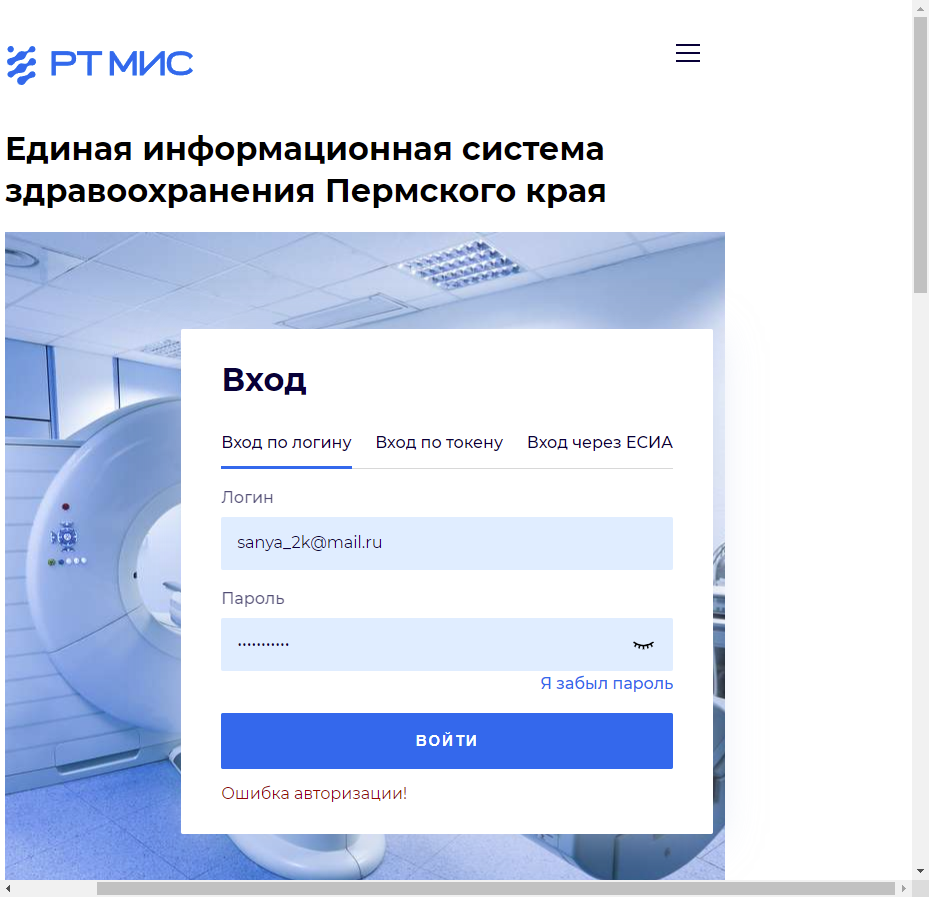 РТ МИС
Единая информационная система
здравоохранения Пермского края
Вход
Вход по логину Вход по токену Вход через ЕСИА
Логин
sanya_2k@mail.ru
Пароль
•••••••••••
Я забыл пароль
ВОЙТИ
Ошибка авторизации!